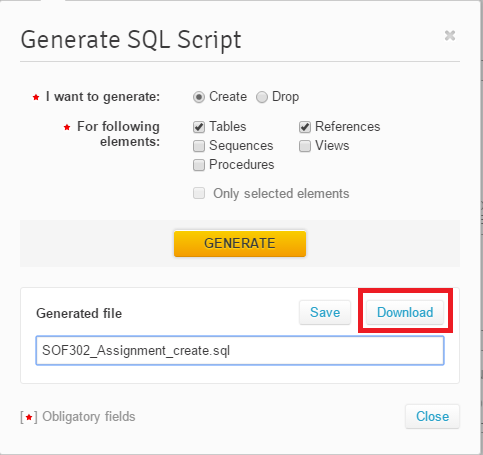 Generate SQL Script
I want to generate: Create Drop
For following Tables References
elements: Sequences Views
Procedures
Only selected elements
GENERATE
Generated file Save Download
SOF302_Assignment_create.sql
[★] Obligatory fields Close